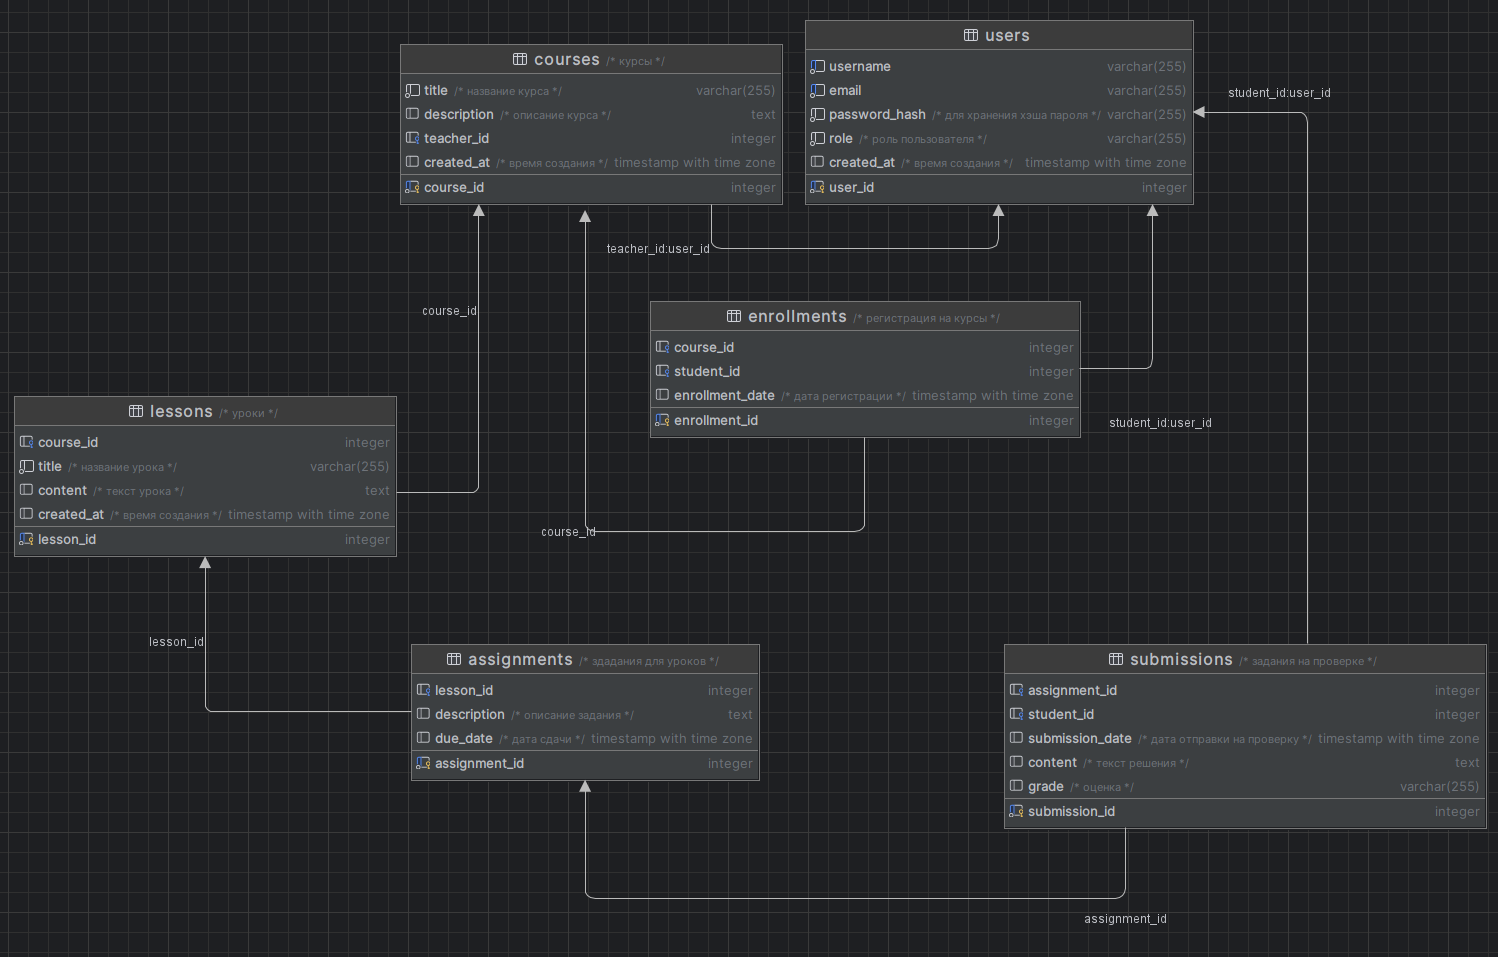 courses /* курсы */
title /* название курса */ varchar(255)
description /* описание курса */ text
teacher_id integer
created_at /* время создания */ timestamp with time zone
course_id integer
users
username varchar(255)
email varchar(255)
password_hash /* для хранения хэша пароля */ varchar(255)
role /* роль пользователя */ varchar(255)
created_at /* время создания */ timestamp with time zone
user_id integer
student_id:user_id
teacher_id:user_id
course_id
enrollments /* регистрация на курсы */
course_id integer
student_id integer
enrollment_date /* дата регистрации */ timestamp with time zone
enrollment_id integer
student_id:user_id
lessons /* уроки */
course_id integer
title /* название урока */ varchar(255)
content /* текст урока */ text
created_at /* время создания */ timestamp with time zone
lesson_id integer
course_id
lesson_id
assignments /* здадания для уроков */
lesson_id integer
description /* описание задания */ text
due_date /* дата сдачи */ timestamp with time zone
assignment_id integer
submissions /* задания на проверке */
assignment_id integer
student_id integer
submission_date /* дата отправки на проверку */ timestamp with time zone
content /* текст решения */ text
grade /* оценка */ varchar(255)
submission_id integer
assignment_id